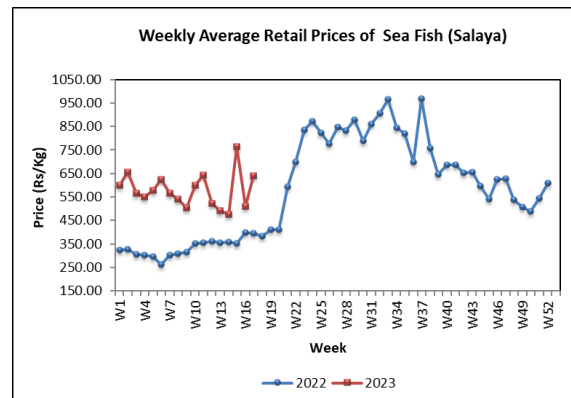 Weekly Average Retail Prices of Sea Fish (Salaya)
Price (Rs/Kg)
1050.00
950.00
850.00
750.00
650.00
550.00
450.00
350.00
250.00
150.00
W1 W4 W7 W10 W13 W16 W19 W22 W25 W28 W31 W34 W37 W40 W43 W46 W49 W52
Week
2022 2023